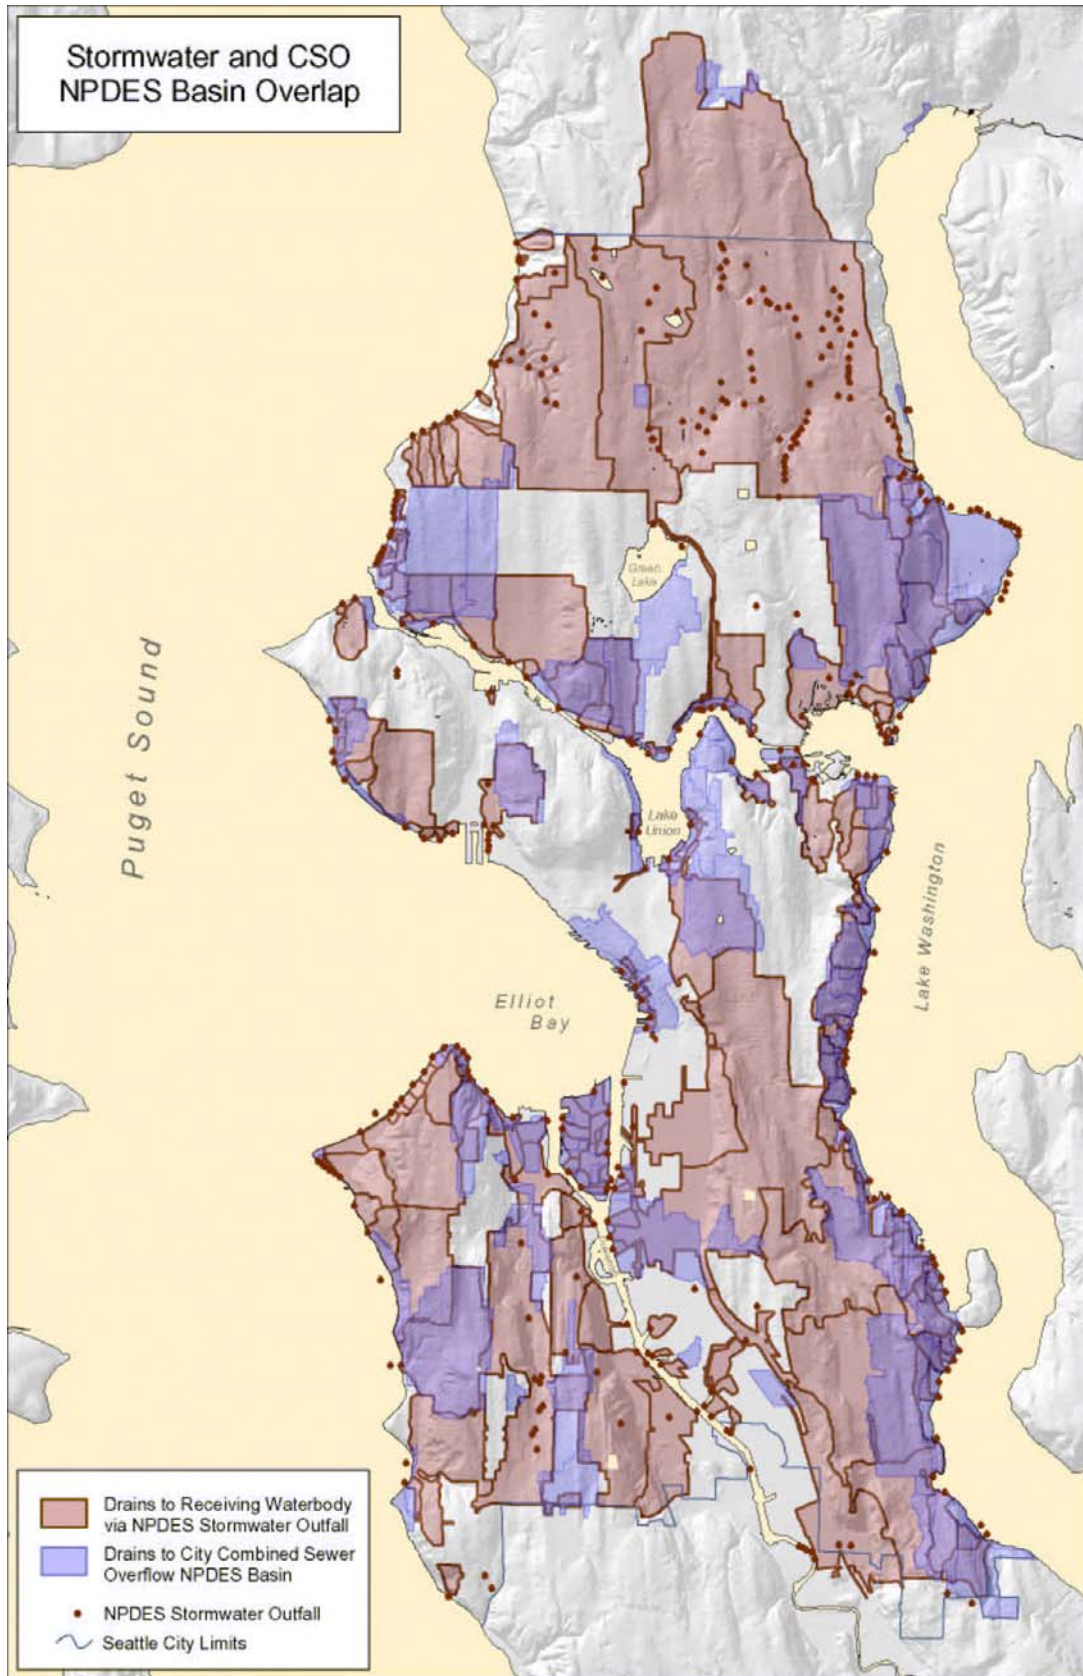 Stormwater and CSO
NPDES Basin Overlap
Green
Lake
Puget Sound
Lake
Union
Lake Washington
Elliot
Bay
Drains to Receiving Waterbody
via NPDES Stormwater Outfall
Drains to City Combined Sewer
Overflow NPDES Basin
NPDES Stormwater Outfall
Seattle City Limits